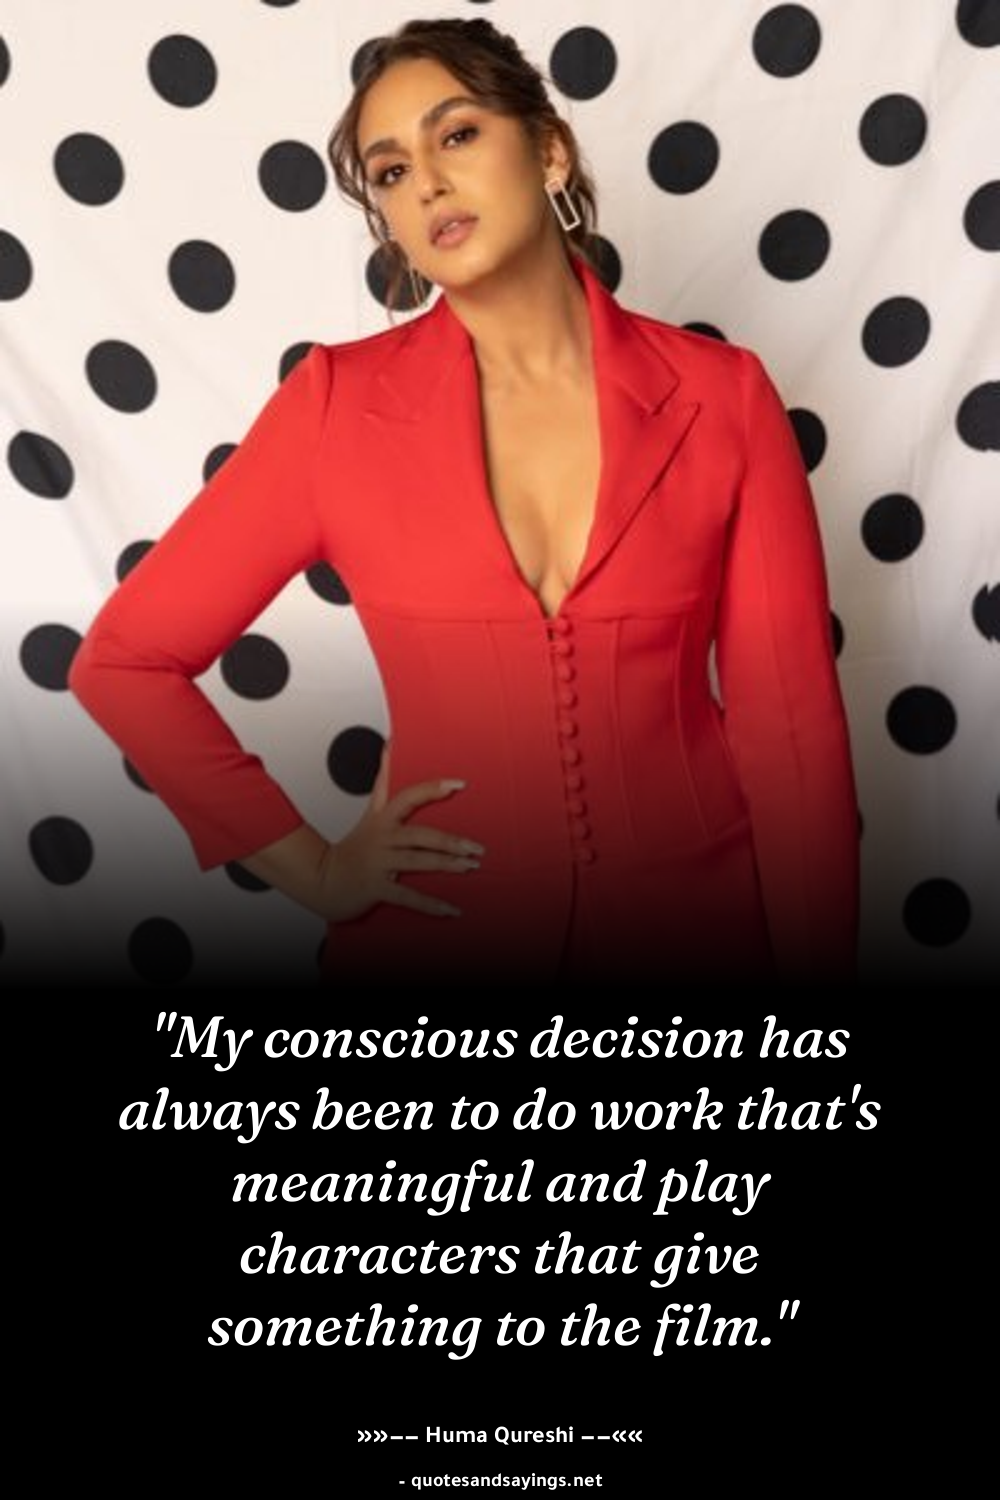 "My conscious decision has
always been to do work that's
meaningful and play
characters that give
something to the film."
»»–– Huma Qureshi ––««
- quotesandsayings.net